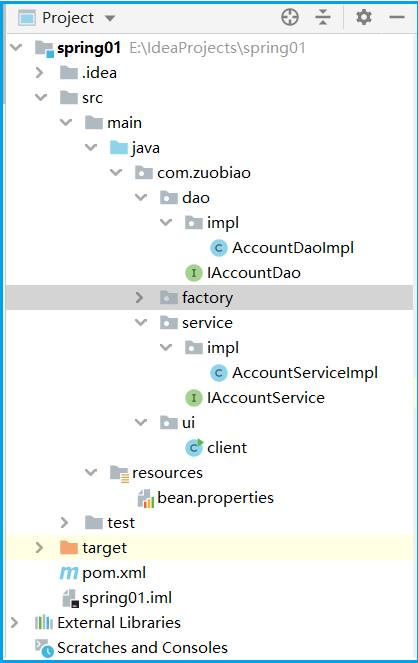 Project
spring01 E:\IdeaProjects\spring01
.idea
src
main
java
com.zuobiao
dao
impl
AccountDaoImpl
IAccountDao
factory
service
impl
AccountServiceImpl
IAccountService
ui
client
resources
bean.properties
test
target
pom.xml
spring01.iml
External Libraries
Scratches and Consoles